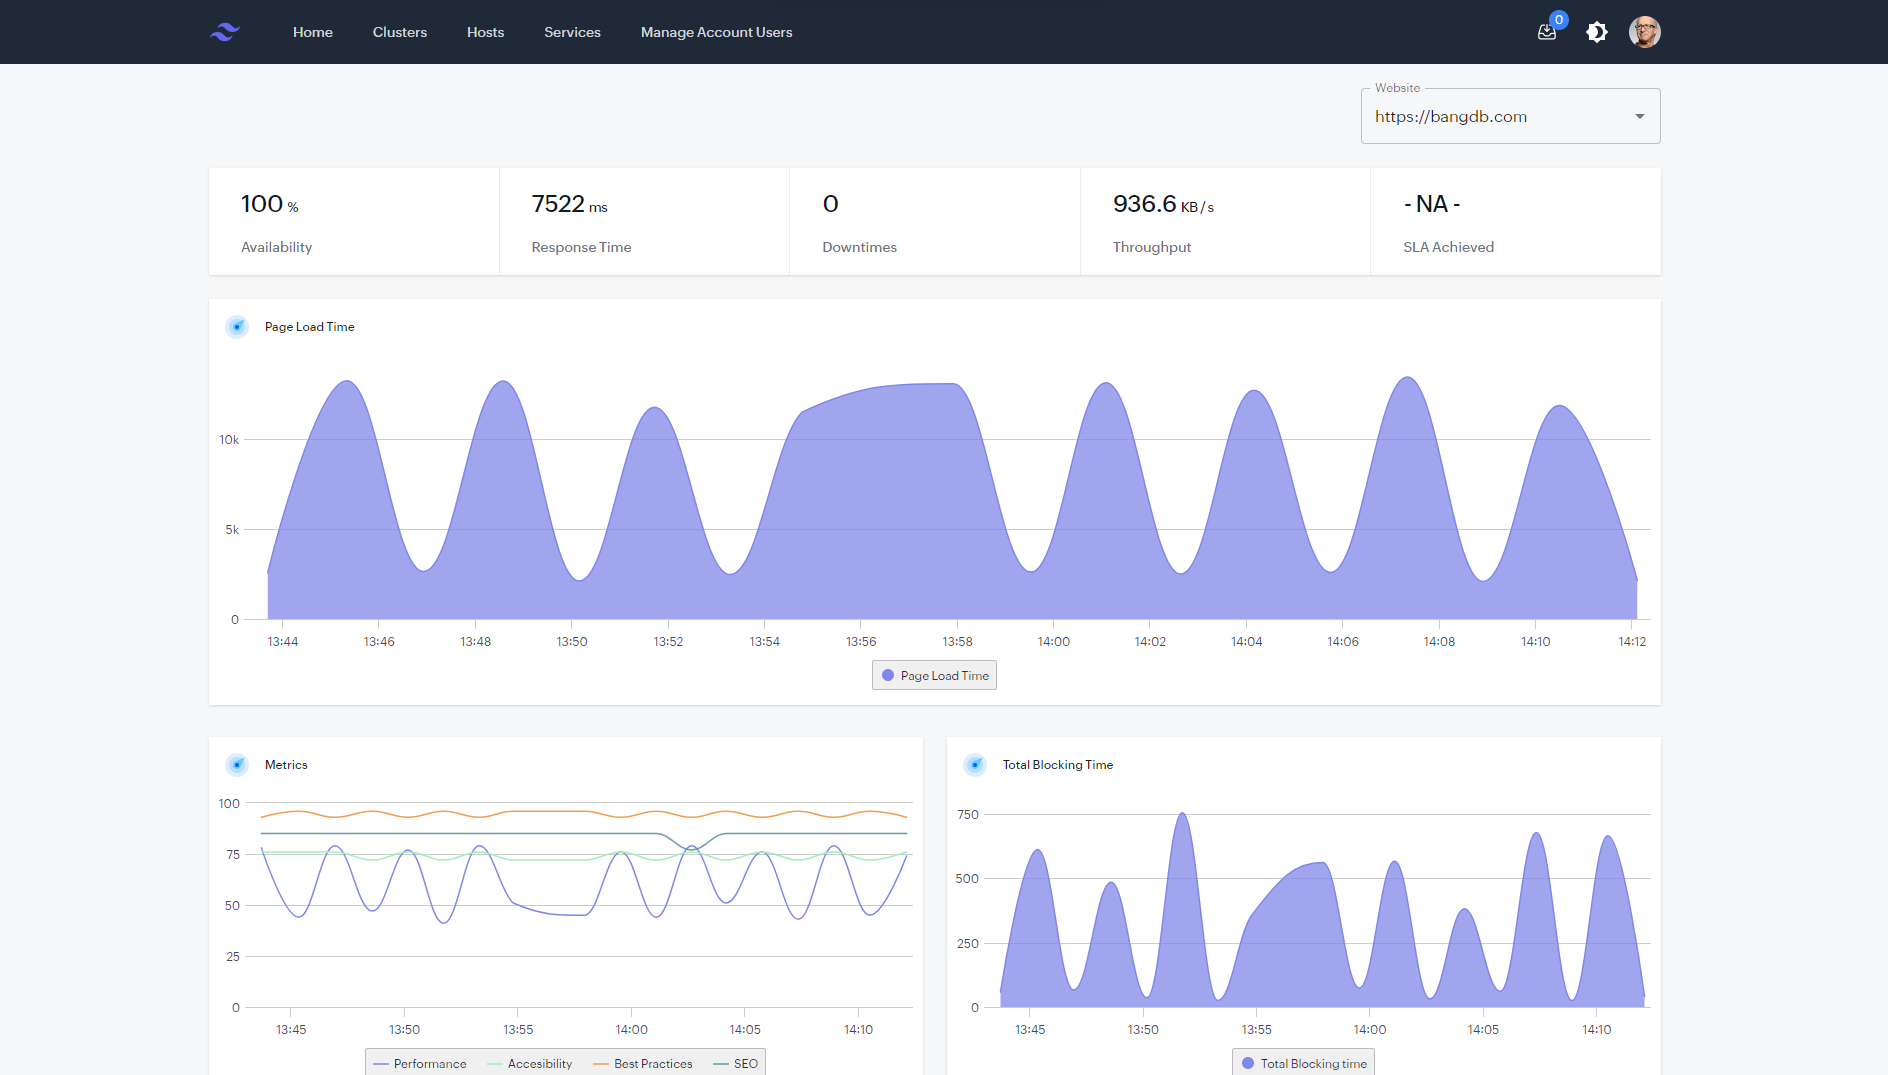 Home Clusters Hosts Services Manage Account Users 0
Website
https://bangdb.com
100 % 7522 ms 0 936.6 KB / s - NA -
Availability Response Time Downtimes Throughput SLA Achieved
Page Load Time
10k
5k
0
13:44 13:46 13:48 13:50 13:52 13:54 13:56 13:58 14:00 14:02 14:04 14:06 14:08 14:10 14:12
Page Load Time
Metrics
100
75
50
25
0
13:45 13:50 13:55 14:00 14:05 14:10
Performance Accesibility Best Practices SEO
Total Blocking Time
750
500
250
0
13:45 13:50 13:55 14:00 14:05 14:10
Total Blocking time